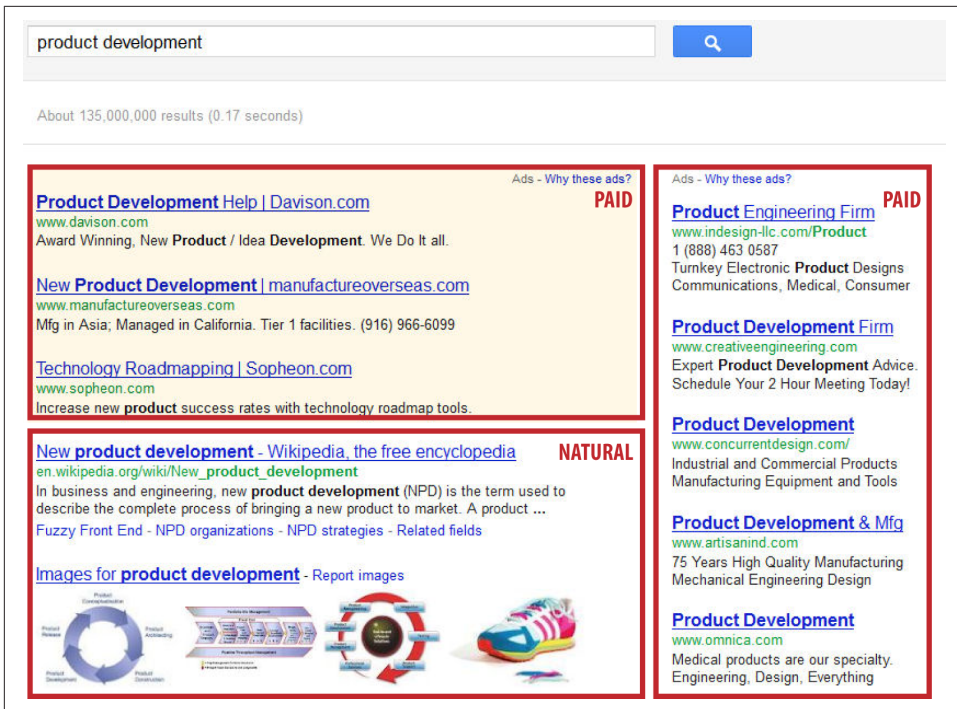 product development
About 135,000,000 results (0.17 seconds)
Ads - Why these ads?
PAID
Product Development Help | Davison.com
www.davison.com
Award Winning, New Product / Idea Development. We Do It all.
New Product Development | manufactureoverseas.com
www.manufactureoverseas.com
Mfg in Asia; Managed in California. Tier 1 facilities. (916) 966-6099
Technology Roadmapping | Sopheon.com
www.sopheon.com
Increase new product success rates with technology roadmap tools.
NATURAL
New product development - Wikipedia, the free encyclopedia
en.wikipedia.org/wiki/New_product_development
In business and engineering, new product development (NPD) is the term used to
describe the complete process of bringing a new product to market. A product ...
Fuzzy Front End - NPD organizations - NPD strategies - Related fields
Images for product development - Report images
Product
Conceptualization
Product
Architecting
Product
Construction
Product
Development
Product
Release
Ads - Why these ads?
PAID
Product Engineering Firm
www.indesign-llc.com/Product
1 (888) 463 0587
Turnkey Electronic Product Designs
Communications, Medical, Consumer
Product Development Firm
www.creativeengineering.com
Expert Product Development Advice.
Schedule Your 2 Hour Meeting Today!
Product Development
www.concurrentdesign.com/
Industrial and Commercial Products
Manufacturing Equipment and Tools
Product Development & Mfg
www.artisanind.com
75 Years High Quality Manufacturing
Mechanical Engineering Design
Product Development
www.omnica.com
Medical products are our specialty.
Engineering, Design, Everything